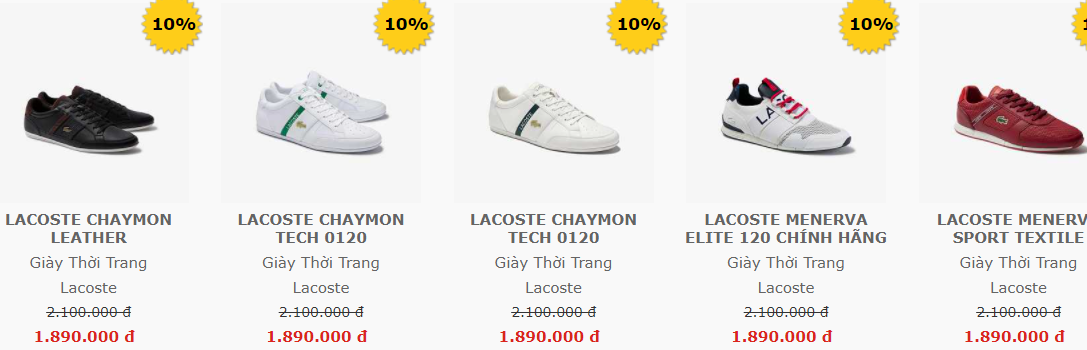 10%
10%
10%
10%
LACOSTE CHAYMON
LEATHER
Giày Thời Trang
Lacoste
2.100.000 đ
1.890.000 đ
LACOSTE CHAYMON
TECH 0120
Giày Thời Trang
Lacoste
2.100.000 đ
1.890.000 đ
LACOSTE CHAYMON
TECH 0120
Giày Thời Trang
Lacoste
2.100.000 đ
1.890.000 đ
LACOSTE MENERVA
ELITE 120 CHÍNH HÃNG
Giày Thời Trang
Lacoste
2.100.000 đ
1.890.000 đ
LACOSTE MENERV
SPORT TEXTILE
Giày Thời Trang
Lacoste
2.100.000 đ
1.890.000 đ